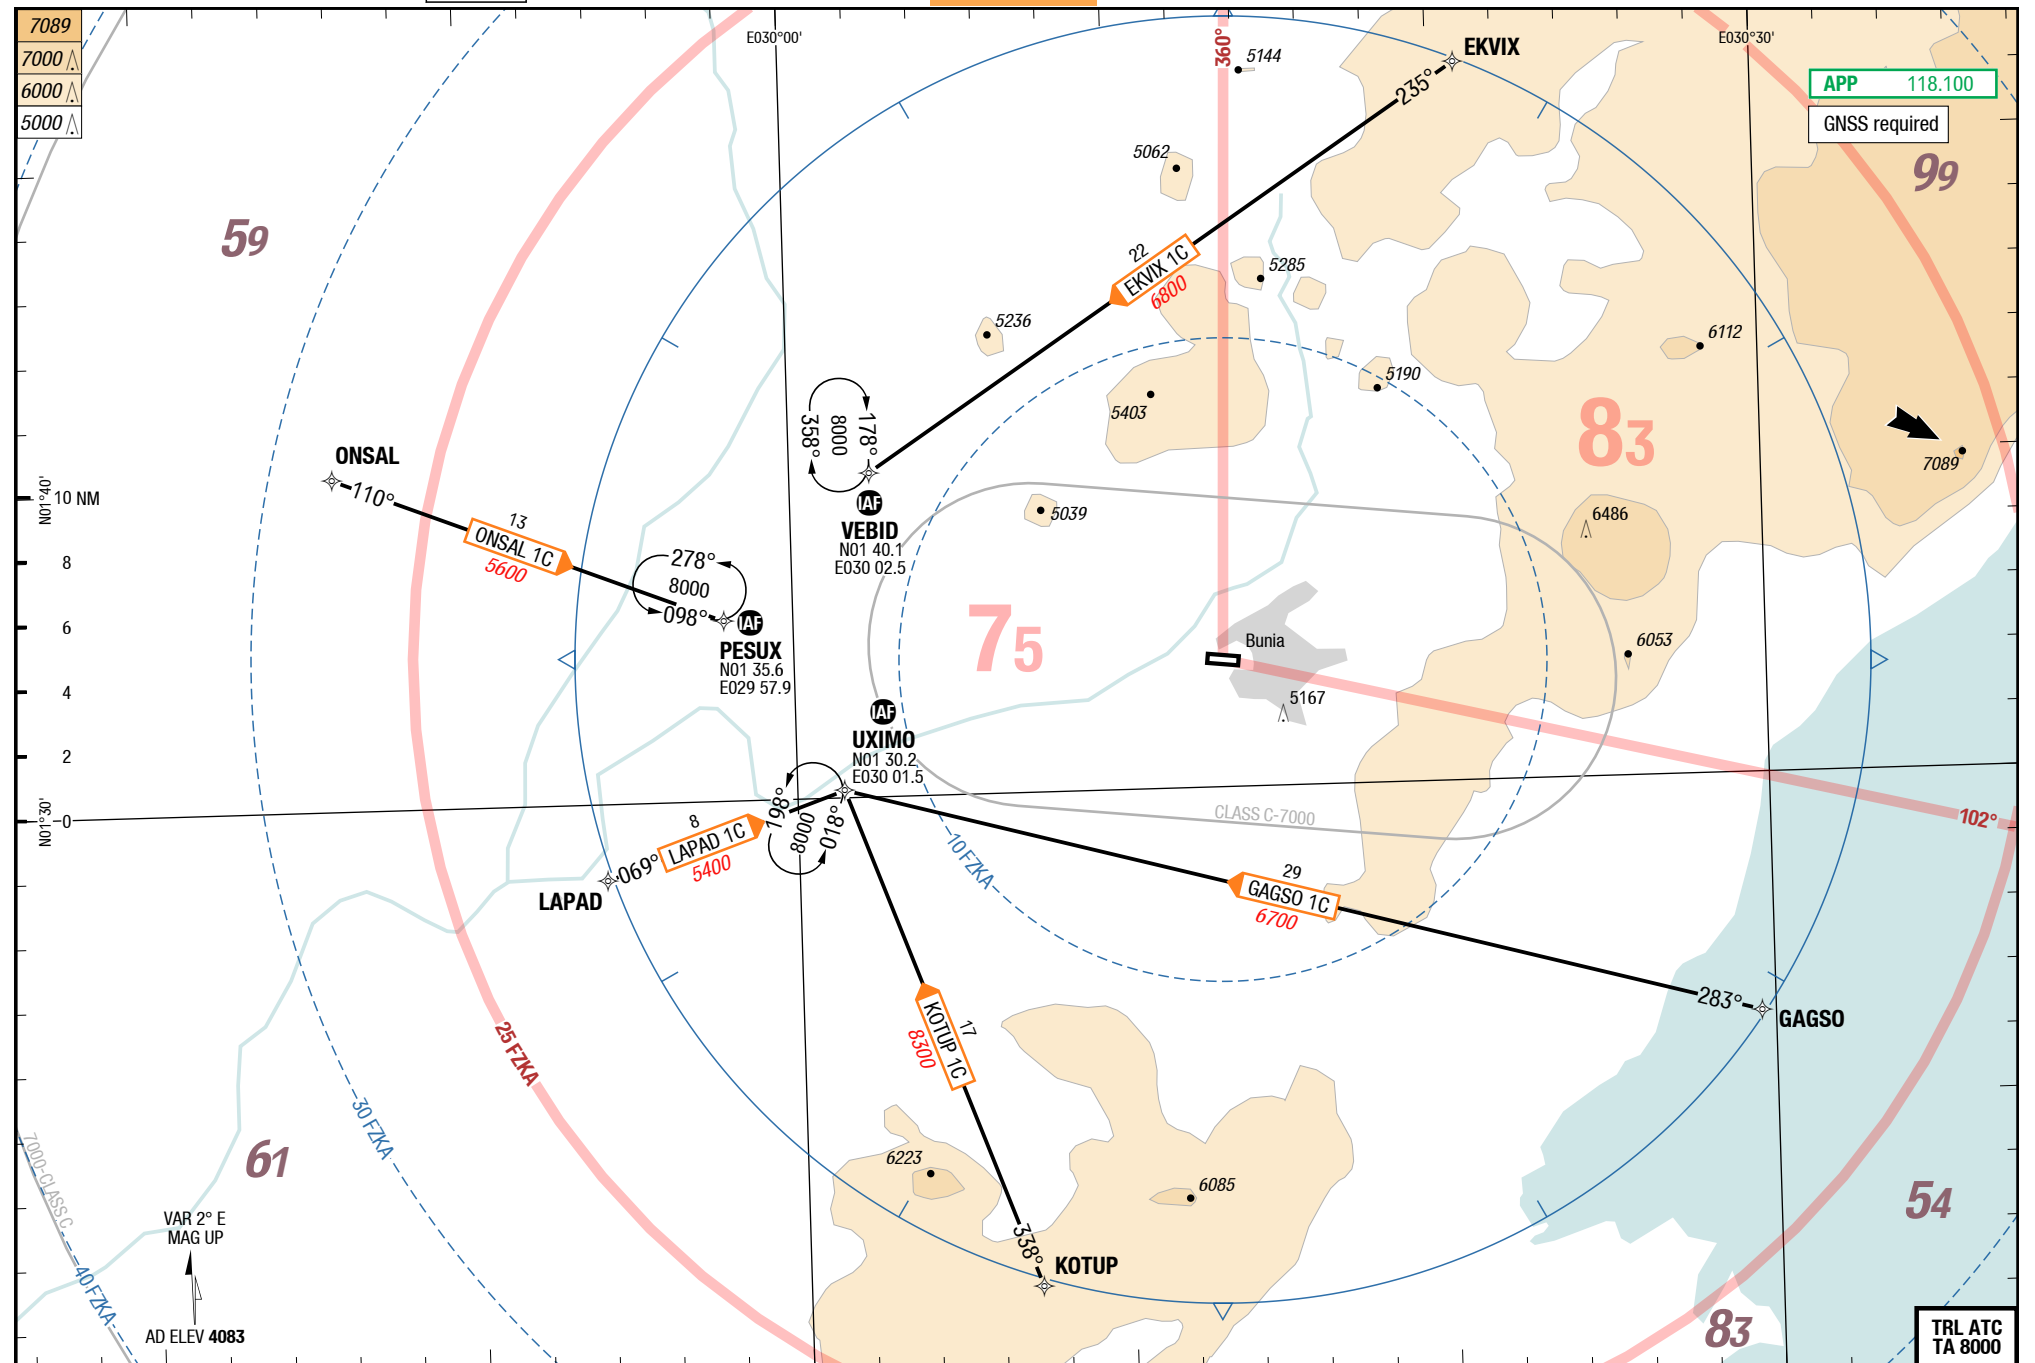 7089
7000
6000
5000
E030°00'
360°
5144
EKVIX
235°
E030°30'
APP 118.100
GNSS required
99
59
5062
22
EKVIX 1C
6800
5285
5236
6112
5190
5403
83
7089
358°
8000
178°
ONSAL
110°
13
ONSAL 1C
5600
IAF
VEBID
N01 40.1
E030 02.5
5039
6486
N01°40'
10 NM
8
6
4
2
0
N01°30'
278°
8000
098°
IAF
PESUX
N01 35.6
E029 57.9
75
Bunia
6053
5167
IAF
UXIMO
N01 30.2
E030 01.5
198°
8000
018°
8
LAPAD 1C
5400
069°
LAPAD
CLASS C-7000
102°
10 FZKA
29
GAGSO 1C
6700
283°
GAGSO
17
KOTUP 1C
8300
25 FZKA
30 FZKA
7000-CLASS C
61
6223
6085
54
338°
KOTUP
VAR 2° E
MAG UP
40 FZKA
AD ELEV 4083
83
TRL ATC
TA 8000